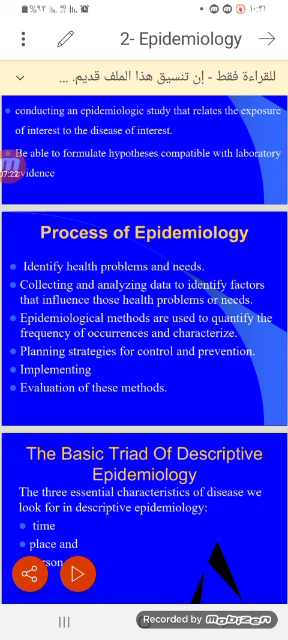 %٩٢ ١٠:٢١
2- Epidemiology
للقراءة فقط - إن تنسيق هذا الملف قديم. ...
conducting an epidemiologic study that relates the exposure
of interest to the disease of interest.
Be able to formulate hypotheses compatible with laboratory
evidence
07:22
Process of Epidemiology
Identify health problems and needs.
Collecting and analyzing data to identify factors
that influence those health problems or needs.
Epidemiological methods are used to quantify the
frequency of occurrences and characterize.
Planning strategies for control and prevention.
Implementing
Evaluation of these methods.
The Basic Triad Of Descriptive
Epidemiology
The three essential characteristics of disease we
look for in descriptive epidemiology:
time
place and
erson
Recorded by mobizen